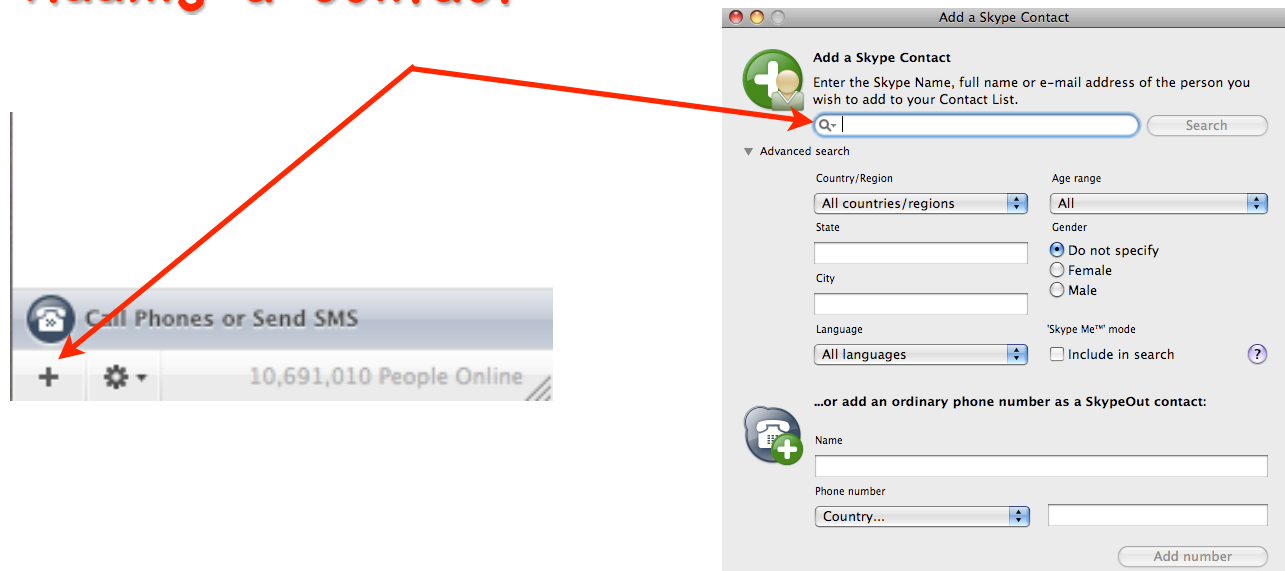 Adding a contact
Call Phones or Send SMS
10,691,010 People Online
Add a Skype Contact
Add a Skype Contact
Enter the Skype Name, full name or e-mail address of the person you
wish to add to your Contact List.
Search
Advanced search
Country/Region
Age range
All countries/regions
All
State
Gender
Do not specify
Female
City
Male
Language
'Skype Me™' mode
All languages
Include in search
?
...or add an ordinary phone number as a SkypeOut contact:
Name
Phone number
Country...
Add number